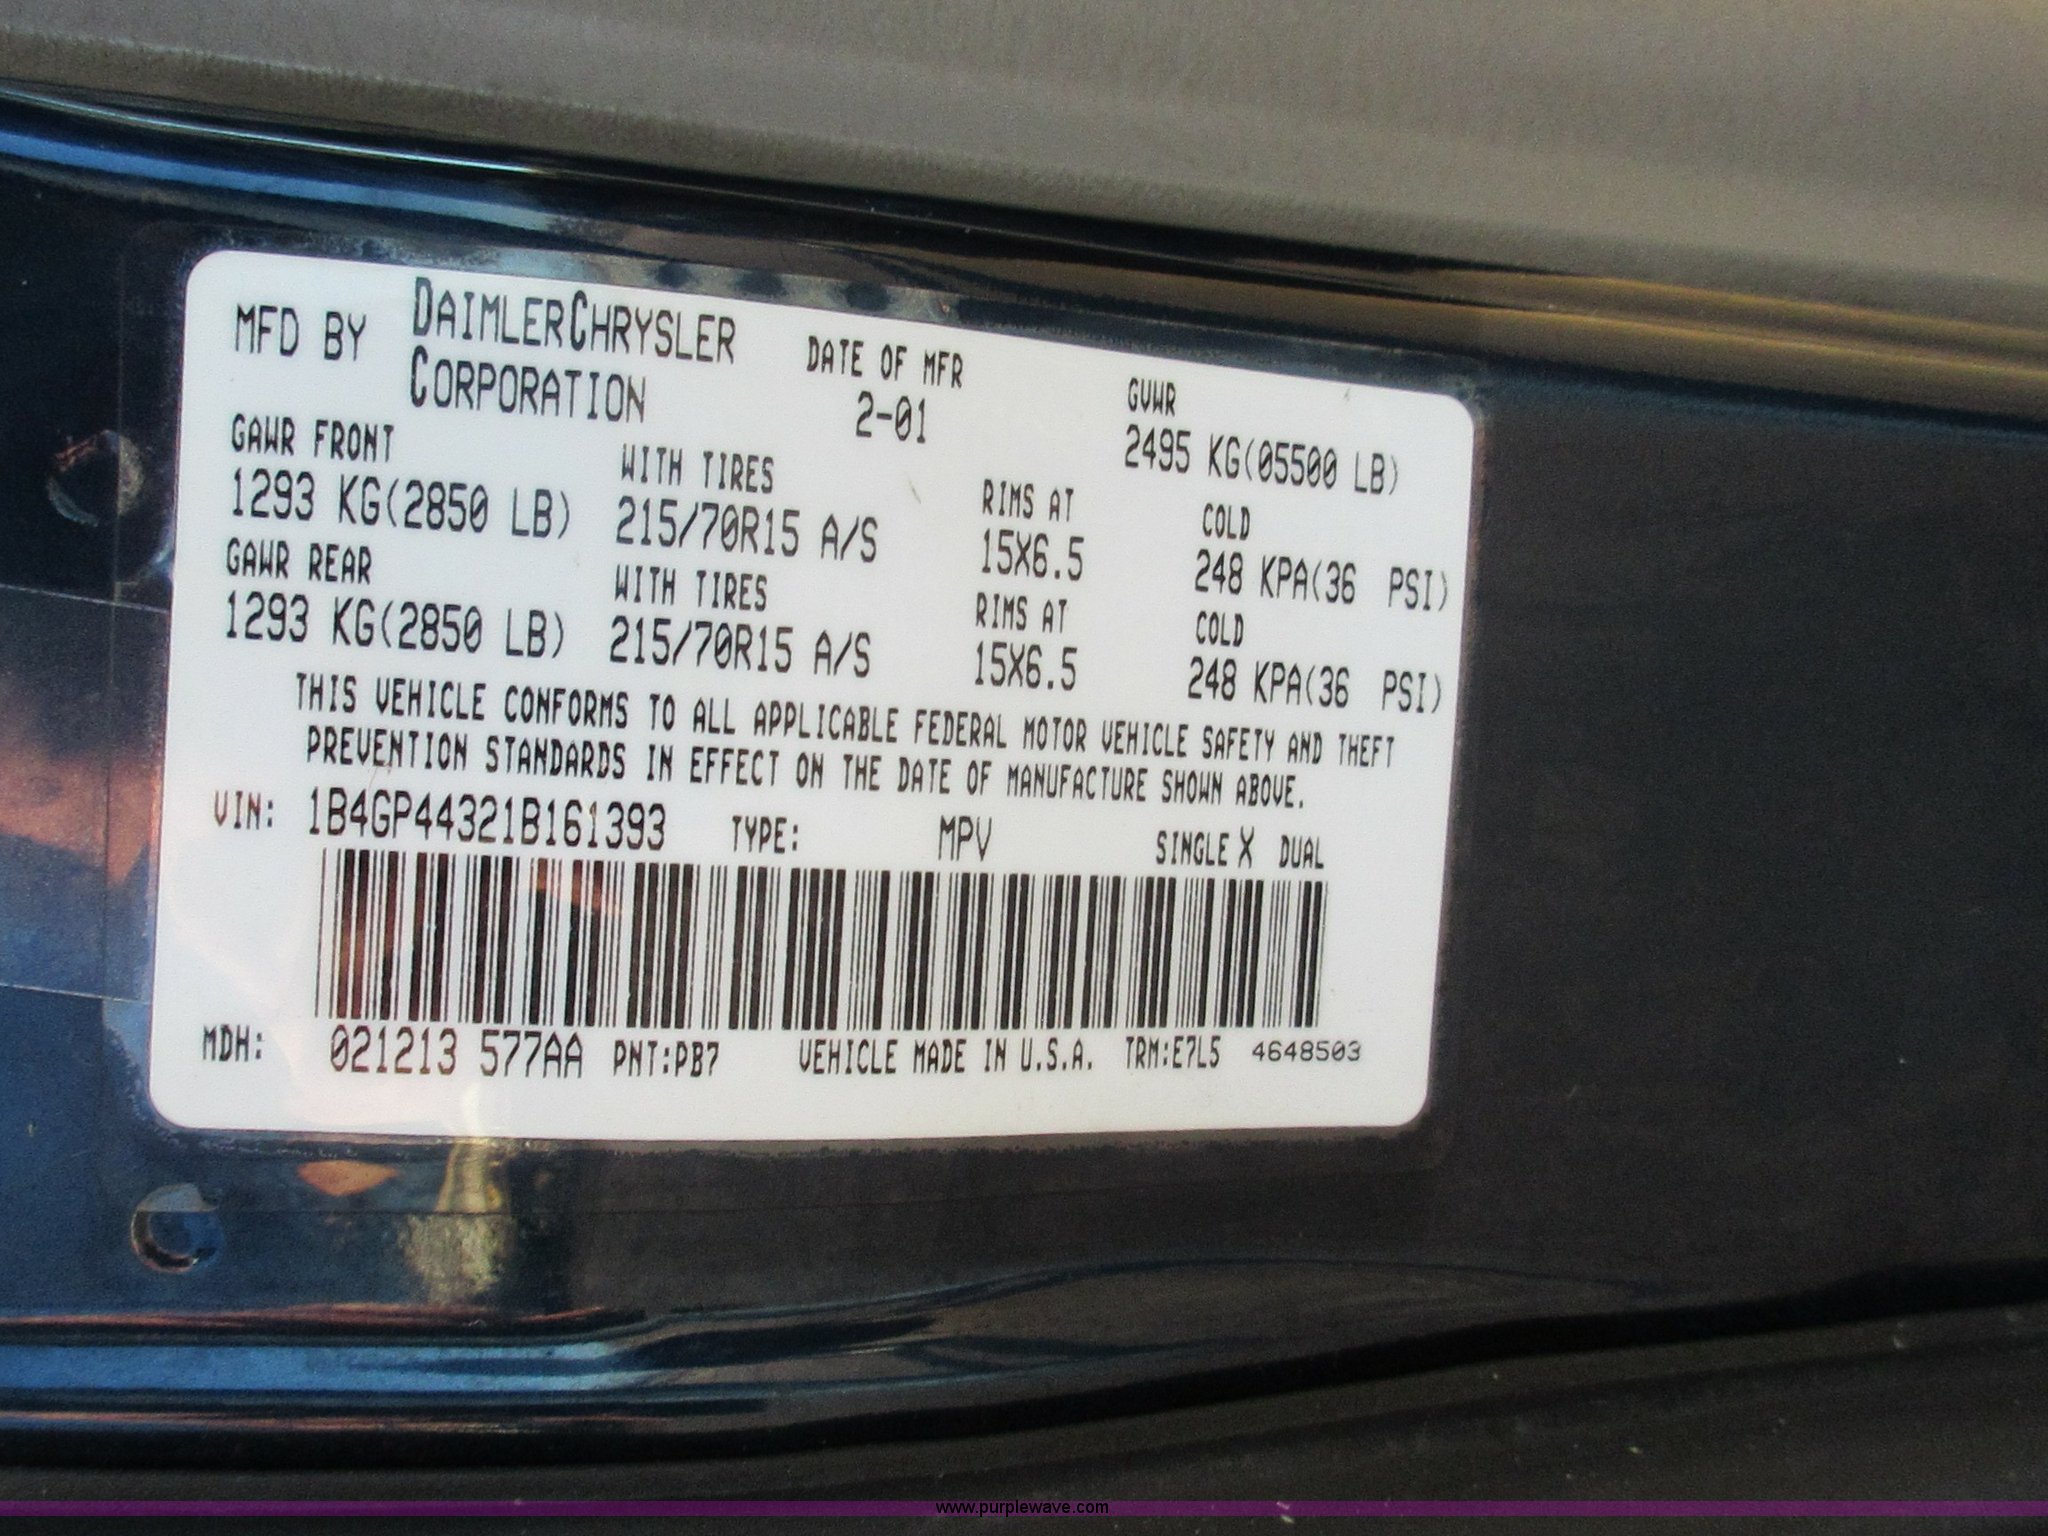 MFD BY DAIMLERCHRYSLER CORPORATION
DATE OF MFR
2-01
GVWR
2495 KG(05500 LB)
GAWR FRONT WITH TIRES RIMS AT COLD
1293 KG(2850 LB) 215/70R15 A/S 15X6.5 248 KPA(36 PSI)
GAWR REAR WITH TIRES RIMS AT COLD
1293 KG(2850 LB) 215/70R15 A/S 15X6.5 248 KPA(36 PSI)
THIS VEHICLE CONFORMS TO ALL APPLICABLE FEDERAL MOTOR VEHICLE SAFETY AND THEFT
PREVENTION STANDARDS IN EFFECT ON THE DATE OF MANUFACTURE SHOWN ABOVE.
VIN: 1B4GP44321B161393 TYPE: MPV SINGLE X DUAL
MDH: 021213 577AA PNT:PB7 VEHICLE MADE IN U.S.A. TRM:E7L5 4648503
www.purplewave.com